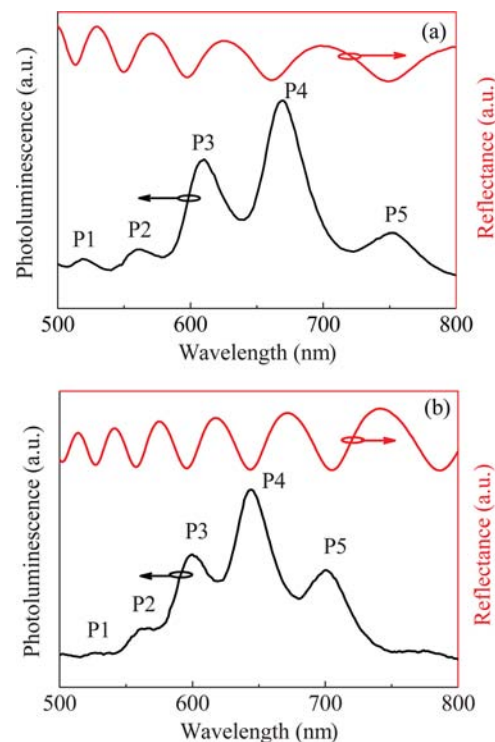 (a)
P4
P3
P5
P1
P2
Photoluminescence (a.u.)
Reflectance (a.u.)
500
600
700
800
Wavelength (nm)
(b)
P4
P3
P5
P1
P2
Photoluminescence (a.u.)
Reflectance (a.u.)
500
600
700
800
Wavelength (nm)